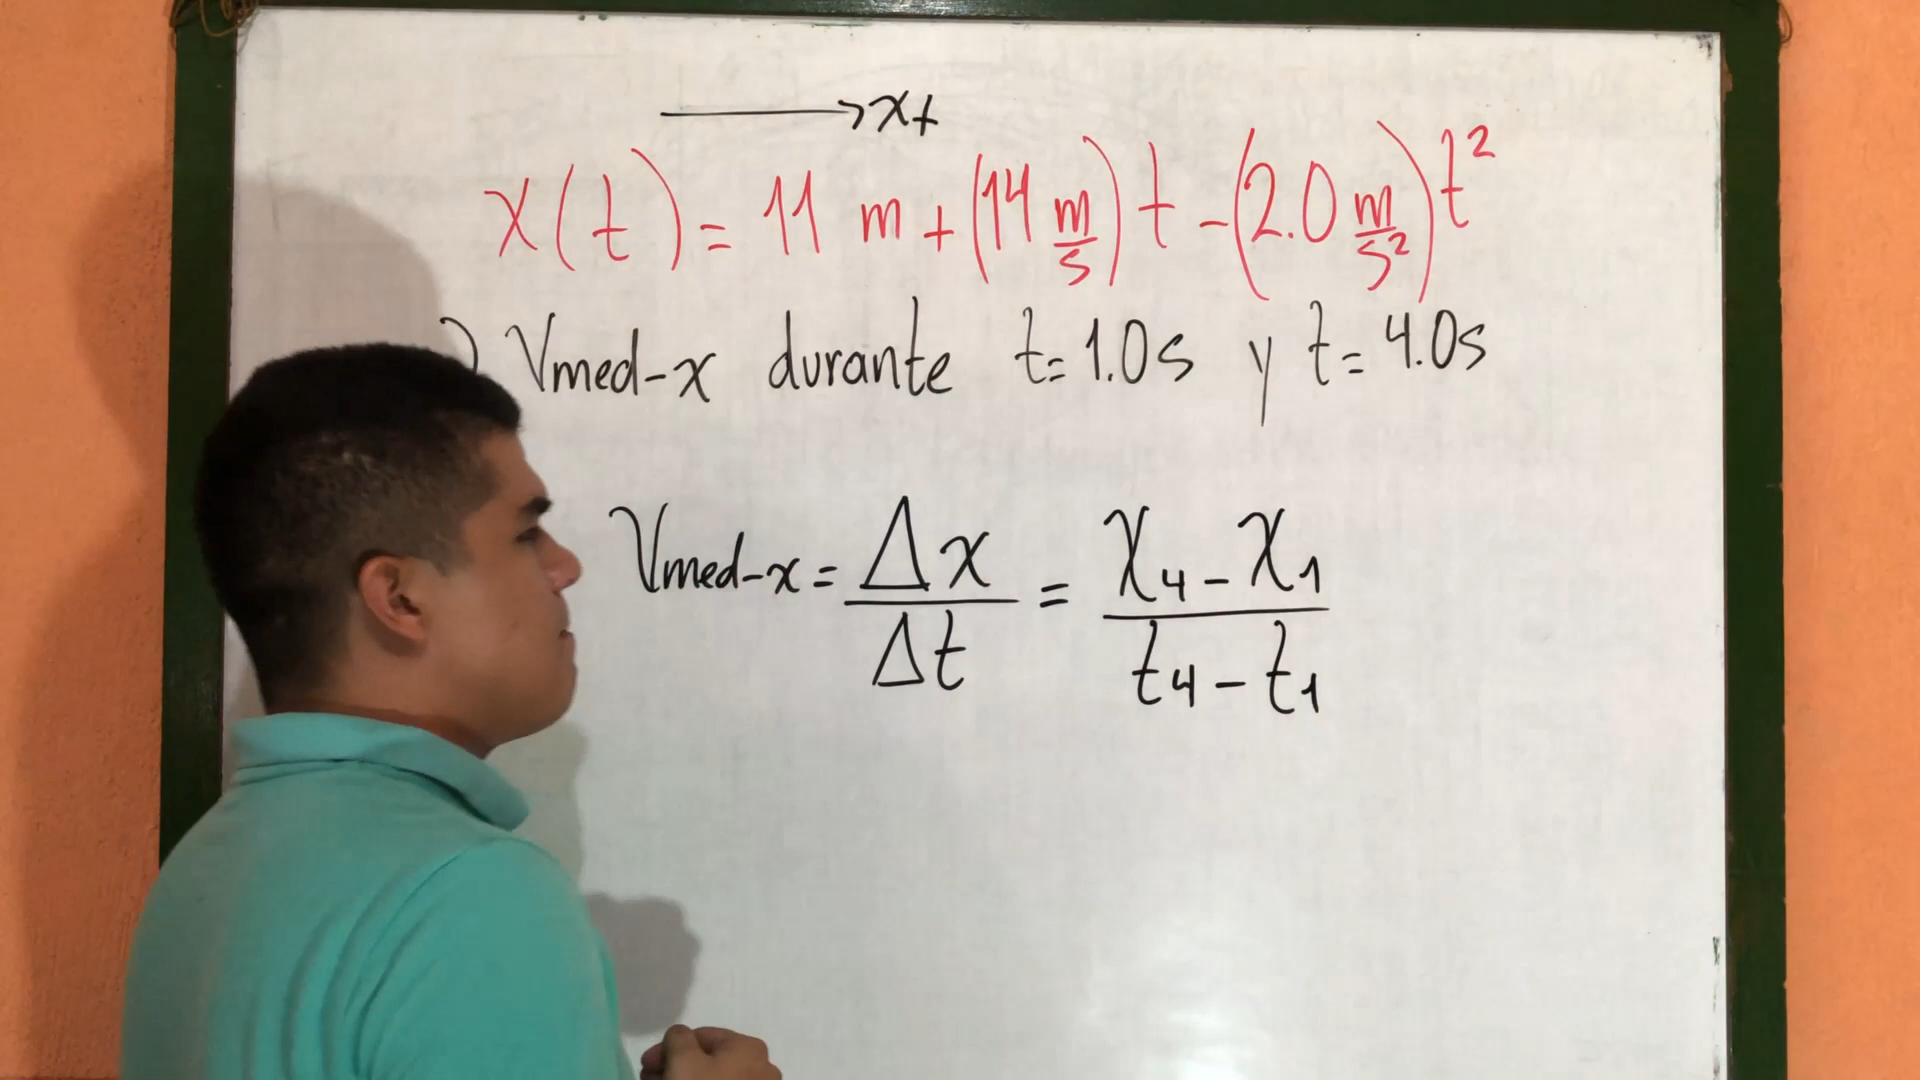 x+
x(t) = 11 m + (14 m/s) t - (2.0 m/s²) t²
) Vmed-x durante t=1.0s y t=4.0s
Vmed-x = Δx/Δt = (x₄ - x₁)/(t₄ - t₁)